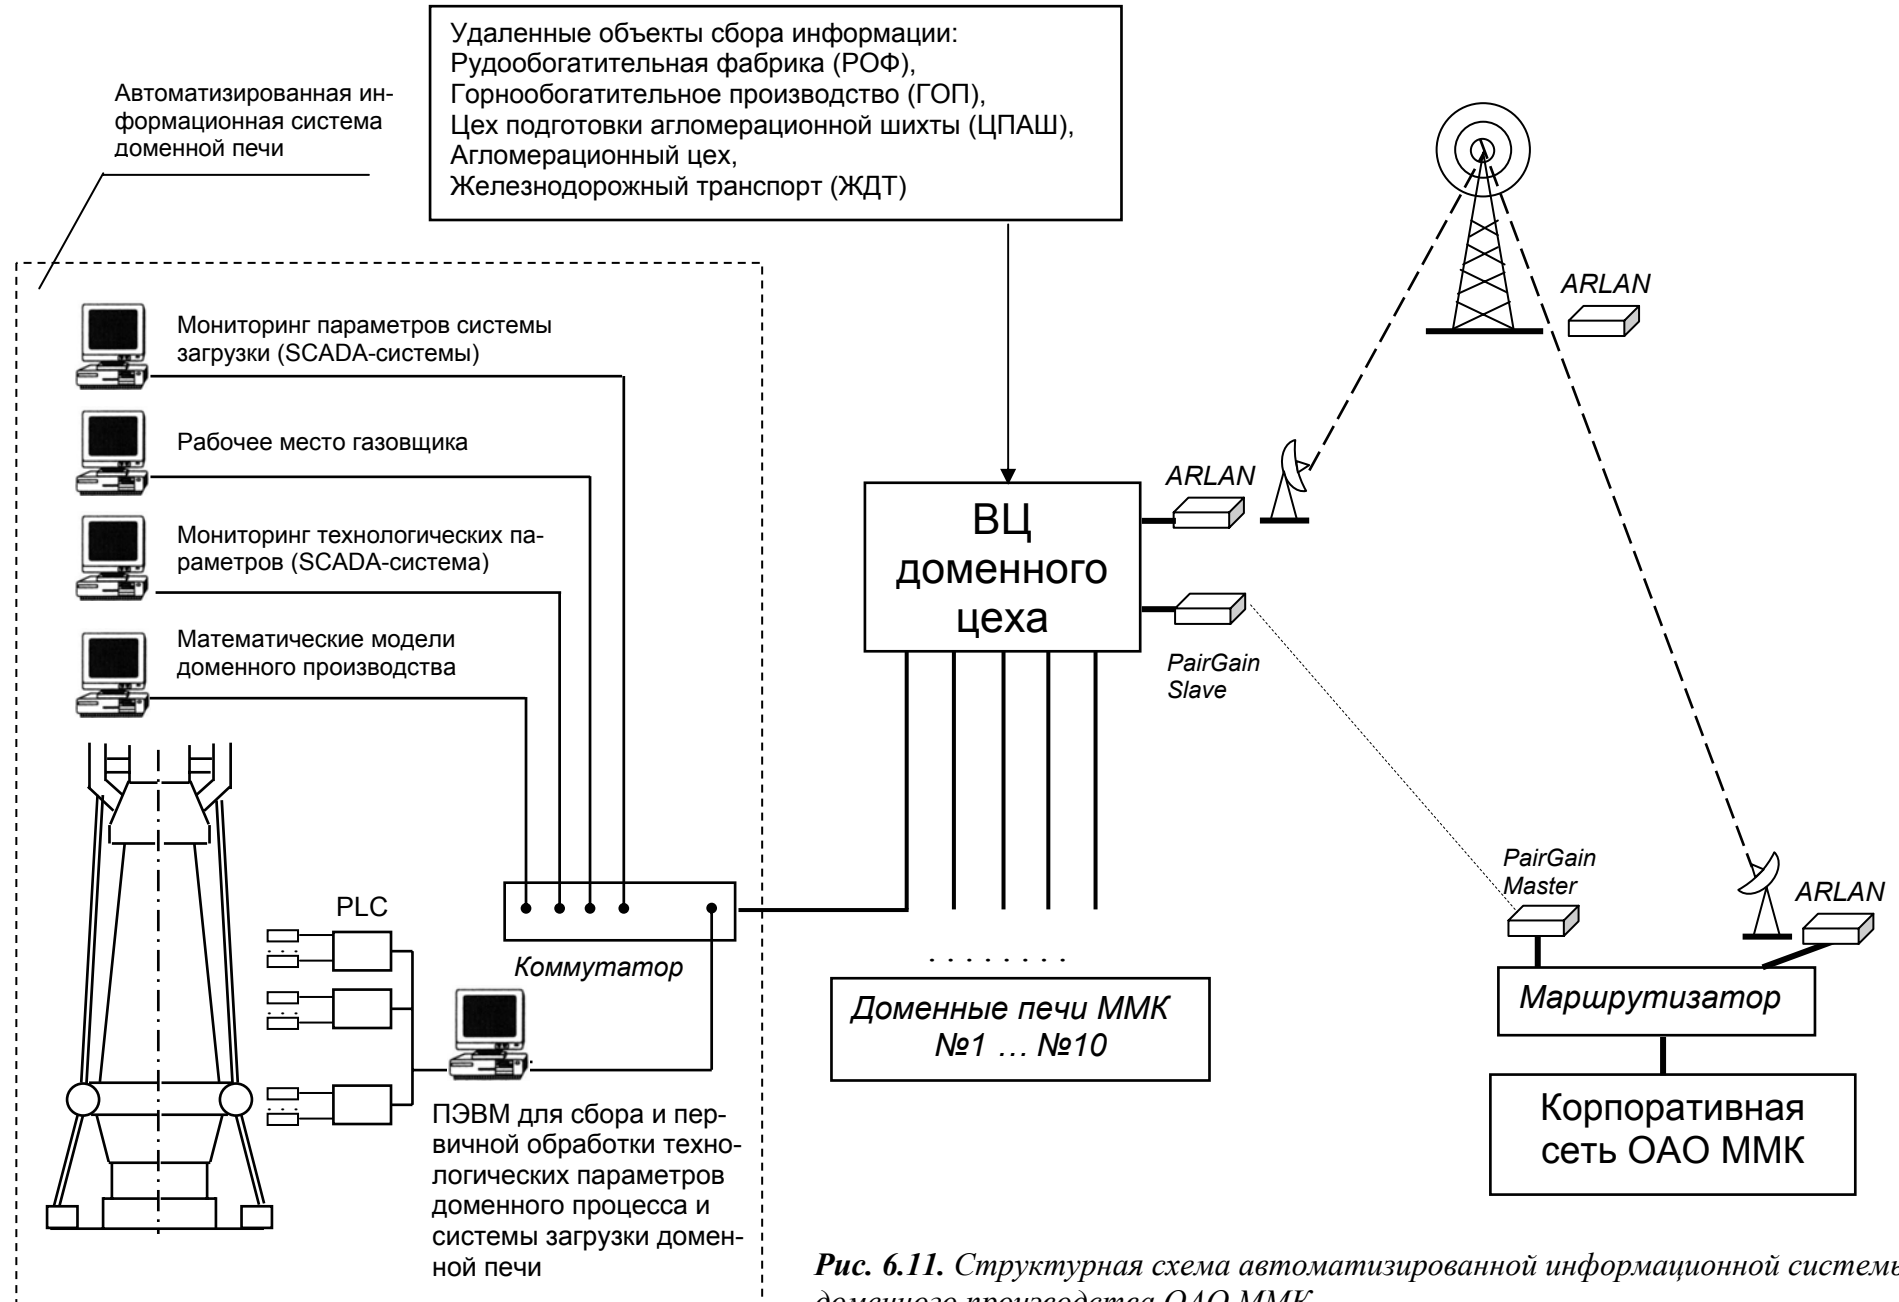 Удаленные объекты сбора информации:
Рудообогатительная фабрика (РОФ),
Горнообогатительное производство (ГОП),
Цех подготовки агломерационной шихты (ЦПАШ),
Агломерационный цех,
Железнодорожный транспорт (ЖДТ)
Автоматизированная ин-
формационная система
доменной печи
Мониторинг параметров системы
загрузки (SCADA-системы)
Рабочее место газовщика
Мониторинг технологических па-
раметров (SCADA-система)
Математические модели
доменного производства
PLC
Коммутатор
ПЭВМ для сбора и пер-
вичной обработки техно-
логических параметров
доменного процесса и
системы загрузки домен-
ной печи
ВЦ
доменного
цеха
ARLAN
ARLAN
PairGain
Slave
. . . . . . . .
Доменные печи ММК
№1 … №10
PairGain
Master
ARLAN
Маршрутизатор
Корпоративная
сеть ОАО ММК
Рис. 6.11. Структурная схема автоматизированной информационной системы
доменного производства ОАО ММК